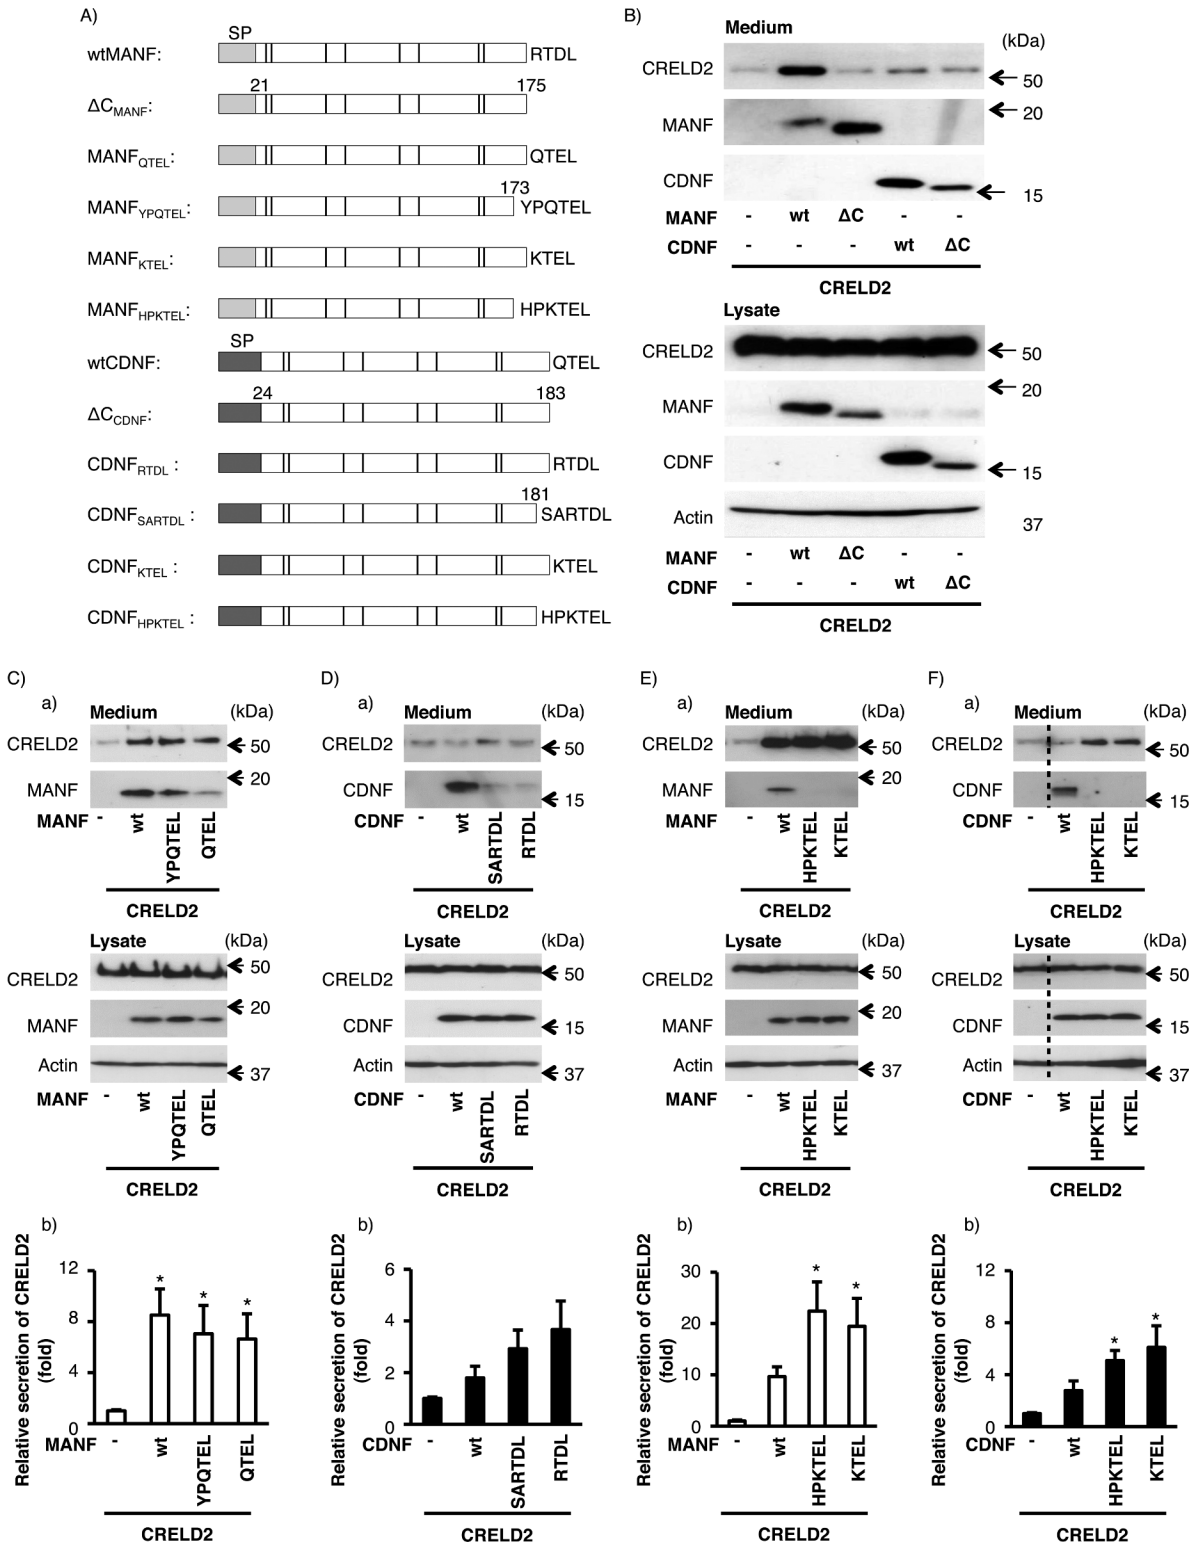 A)
SP
wtMANF: RTDL
21 175
ΔCMANF:
MANFQTEL: QTEL
173
MANFYPQTEL: YPQTEL
MANFKTEL: KTEL
MANFHPKTEL: HPKTEL
SP
wtCDNF: QTEL
24 183
ΔCCDNF:
CDNFRTDL : RTDL
181
CDNFSARTDL : SARTDL
CDNFKTEL : KTEL
CDNFHPKTEL : HPKTEL
B)
Medium
(kDa)
CRELD2 50
20
MANF
CDNF 15
MANF - wt ΔC - -
CDNF - - - wt ΔC
CRELD2
Lysate
CRELD2 50
20
MANF
CDNF 15
Actin 37
MANF - wt ΔC - -
CDNF - - - wt ΔC
CRELD2
C)
a)
Medium (kDa)
CRELD2 50
20
MANF
MANF - wt YPQTEL QTEL
CRELD2
Lysate (kDa)
CRELD2 50
20
MANF
Actin 37
MANF - wt YPQTEL QTEL
CRELD2
b)
Relative secretion of CRELD2
(fold)
12
8
4
0
MANF - wt YPQTEL QTEL
* * *
CRELD2
D)
a)
Medium (kDa)
CRELD2 50
CDNF 15
CDNF - wt SARTDL RTDL
CRELD2
Lysate (kDa)
CRELD2 50
CDNF 15
Actin 37
CDNF - wt SARTDL RTDL
CRELD2
b)
Relative secretion of CRELD2
(fold)
6
4
2
0
CDNF - wt SARTDL RTDL
CRELD2
E)
a)
Medium (kDa)
CRELD2 50
20
MANF
MANF - wt HPKTEL KTEL
CRELD2
Lysate (kDa)
CRELD2 50
20
MANF
Actin 37
MANF - wt HPKTEL KTEL
CRELD2
b)
Relative secretion of CRELD2
(fold)
30
20
10
0
* *
MANF - wt HPKTEL KTEL
CRELD2
F)
a)
Medium (kDa)
CRELD2 50
CDNF 15
CDNF - wt HPKTEL KTEL
CRELD2
Lysate (kDa)
CRELD2 50
CDNF 15
Actin 37
CDNF - wt HPKTEL KTEL
CRELD2
b)
Relative secretion of CRELD2
(fold)
12
8
4
0
* *
CDNF - wt HPKTEL KTEL
CRELD2